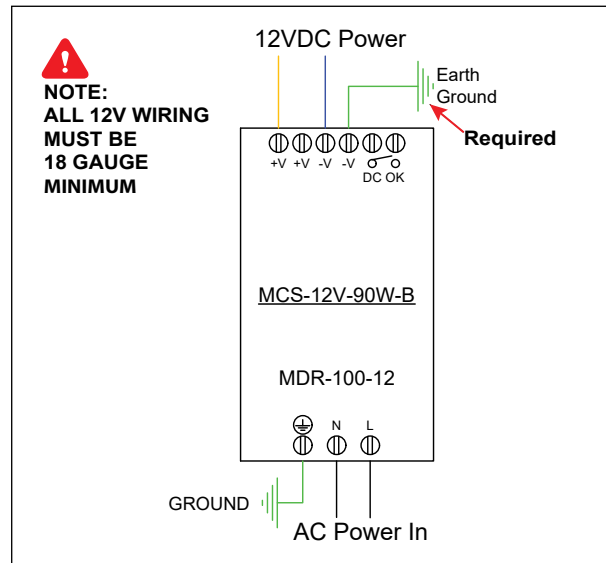 12VDC Power
!
NOTE:
ALL 12V WIRING
MUST BE
18 GAUGE
MINIMUM
Earth
Ground
Required
+V +V -V -V
DC OK
MCS-12V-90W-B
MDR-100-12
N L
GROUND
AC Power In